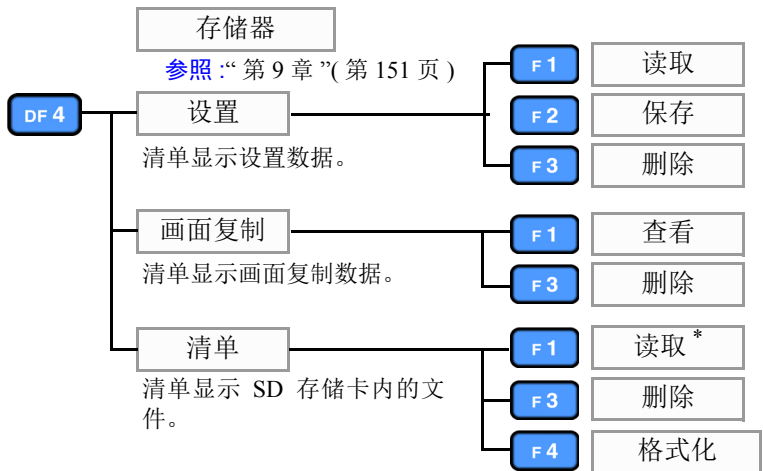 存储器
参照 :“ 第 9 章 ”( 第 151 页 )
DF 4
设置
清单显示设置数据。
F 1
读取
F 2
保存
F 3
删除
画面复制
清单显示画面复制数据。
F 1
查看
F 3
删除
清单
清单显示 SD 存储卡内的文
件。
F 1
读取 *
F 3
删除
F 4
格式化